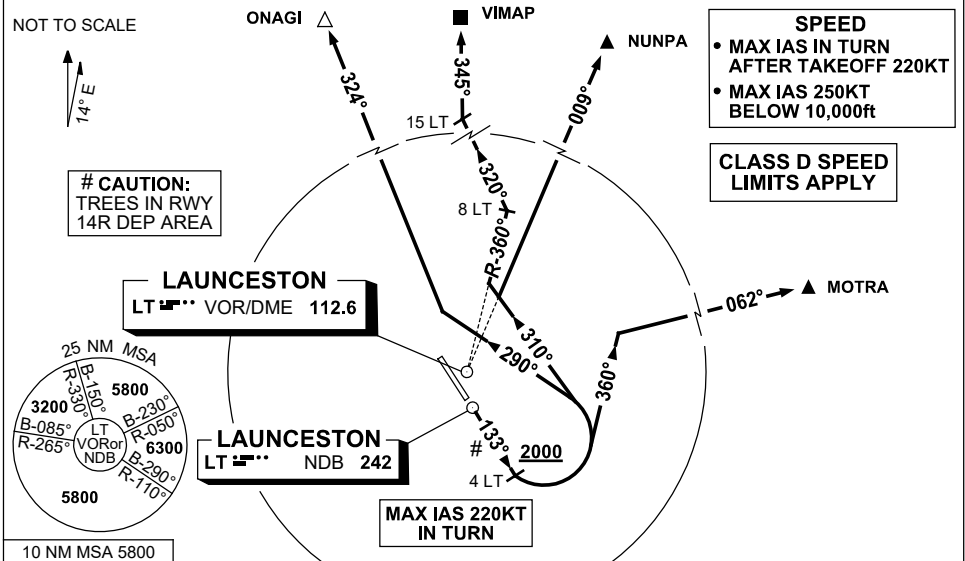 NOT TO SCALE
14° E
ONAGI
VIMAP
NUNPA
SPEED
• MAX IAS IN TURN
AFTER TAKEOFF 220KT
• MAX IAS 250KT
BELOW 10,000ft
CLASS D SPEED
LIMITS APPLY
# CAUTION:
TREES IN RWY
14R DEP AREA
324°
345°
009°
15 LT
320°
8 LT
R-360°
MOTRA
062°
LAUNCESTON
LT VOR/DME 112.6
310°
290°
360°
25 NM MSA
B-150°
R-330°
5800
3200
B-230°
R-050°
B-085°
R-265°
LT
VORor
NDB
6300
B-290°
R-110°
5800
10 NM MSA 5800
LAUNCESTON
LT NDB 242
133°
#
2000
4 LT
MAX IAS 220KT
IN TURN